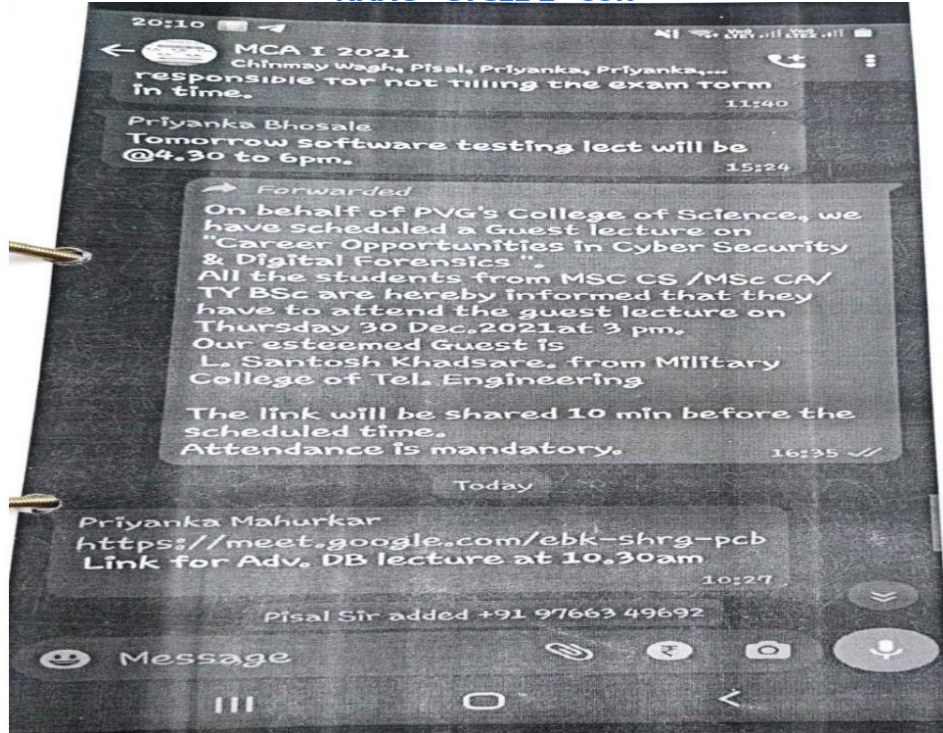 20:10
MCA I 2021
Chinmay Wagh, Pisal, Priyanka, Priyanka,...
responsible for not filling the exam form
in time.
11:40
Priyanka Bhosale
Tomorrow software testing lect will be
@4.30 to 6pm.
15:24
Forwarded
On behalf of PVG's College of Science, we
have scheduled a Guest lecture on
"Career Opportunities in Cyber Security
& Digital Forensics ".
All the students from MSC CS /MSc CA/
TY BSc are hereby informed that they
have to attend the guest lecture on
Thursday 30 Dec.2021at 3 pm.
Our esteemed Guest is
L. Santosh Khadsare. from Military
College of Tel. Engineering
The link will be shared 10 min before the
scheduled time.
Attendance is mandatory.
16:35
Today
Priyanka Mahurkar
https://meet.google.com/ebk-shrg-pcb
Link for Adv. DB lecture at 10.30am
10:27
Pisal Sir added +91 97663 49692
Message